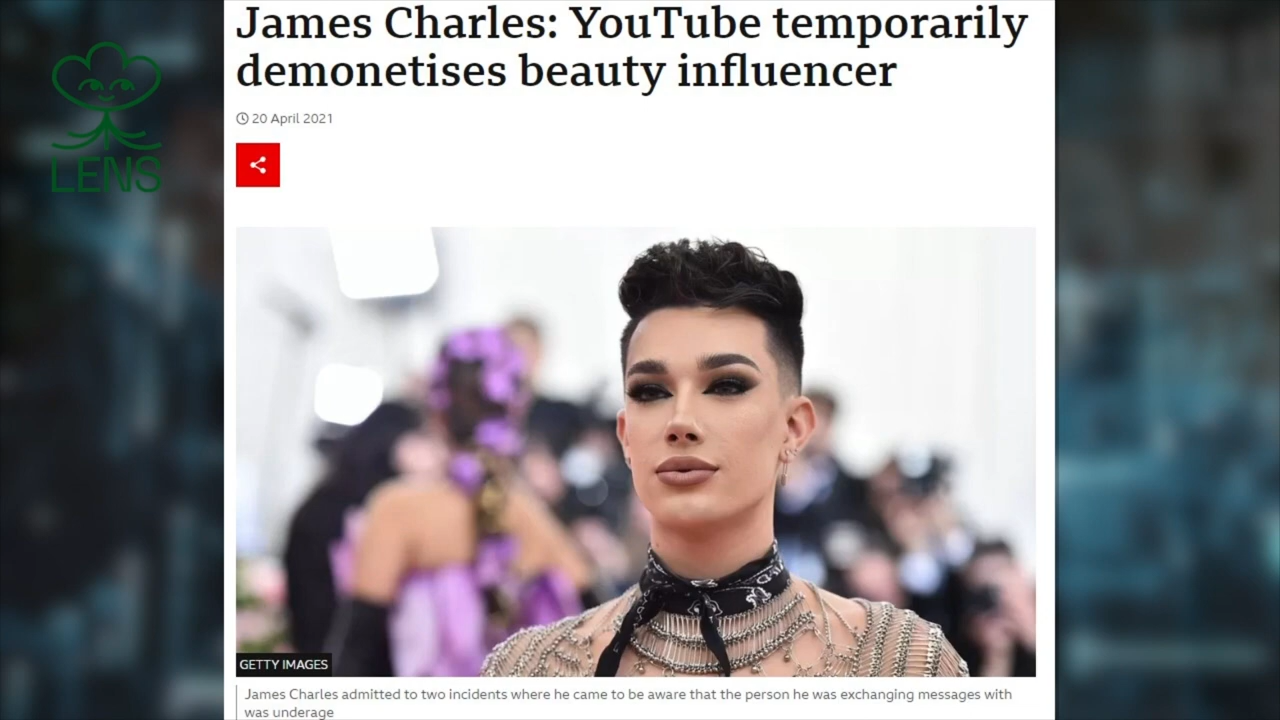 James Charles: YouTube temporarily
demonetises beauty influencer
20 April 2021
LENS
GETTY IMAGES
James Charles admitted to two incidents where he came to be aware that the person he was exchanging messages with
was underage